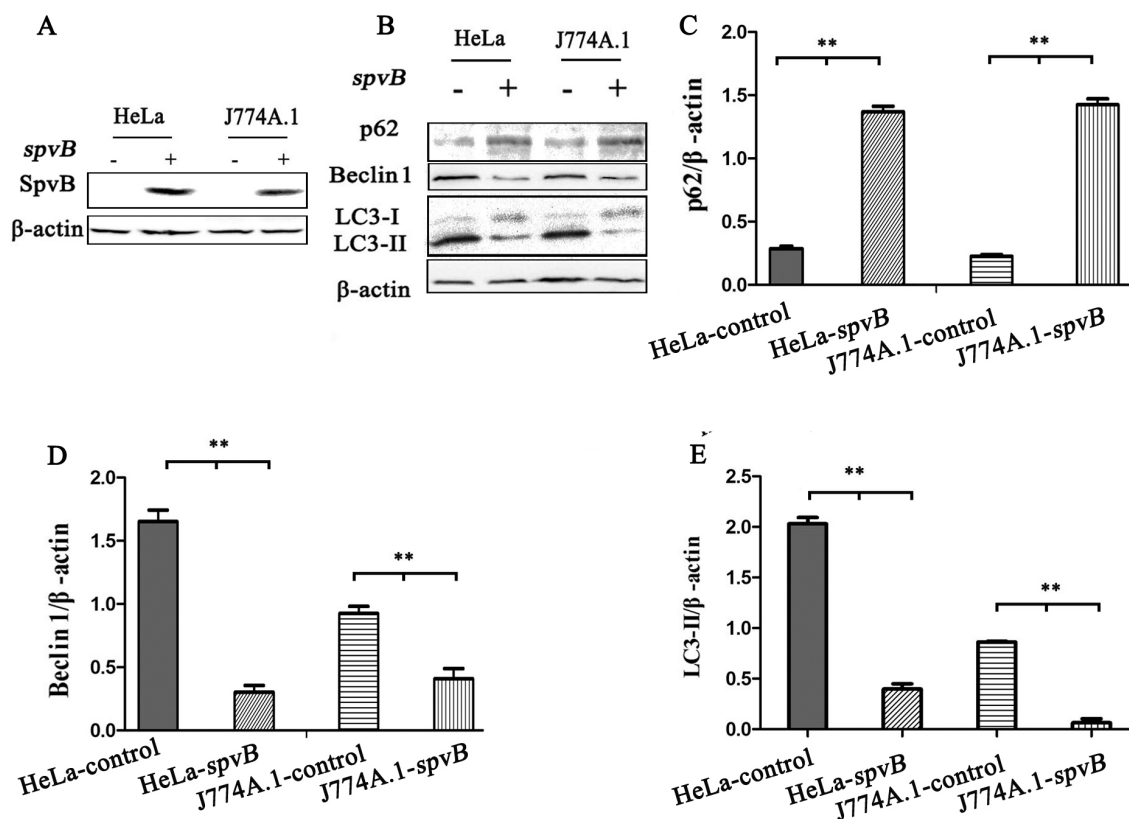 A
HeLa J774A.1
spvB - + - +
SpvB
β-actin
B
HeLa J774A.1
spvB - + - +
p62
Beclin 1
LC3-I
LC3-II
β-actin
C
p62/β -actin
2.0
**
**
1.5
1.0
0.5
0.0
HeLa-control
HeLa-spvB
J774A.1-control
J774A.1-spvB
D
Beclin 1/β -actin
**
2.0
1.5
**
1.0
0.5
0.0
HeLa-control
HeLa-spvB
J774A.1-control
J774A.1-spvB
E
LC3-II/β -actin
2.5
**
2.0
1.5
**
1.0
0.5
0.0
HeLa-control
HeLa-spvB
J774A.1-control
J774A.1-spvB